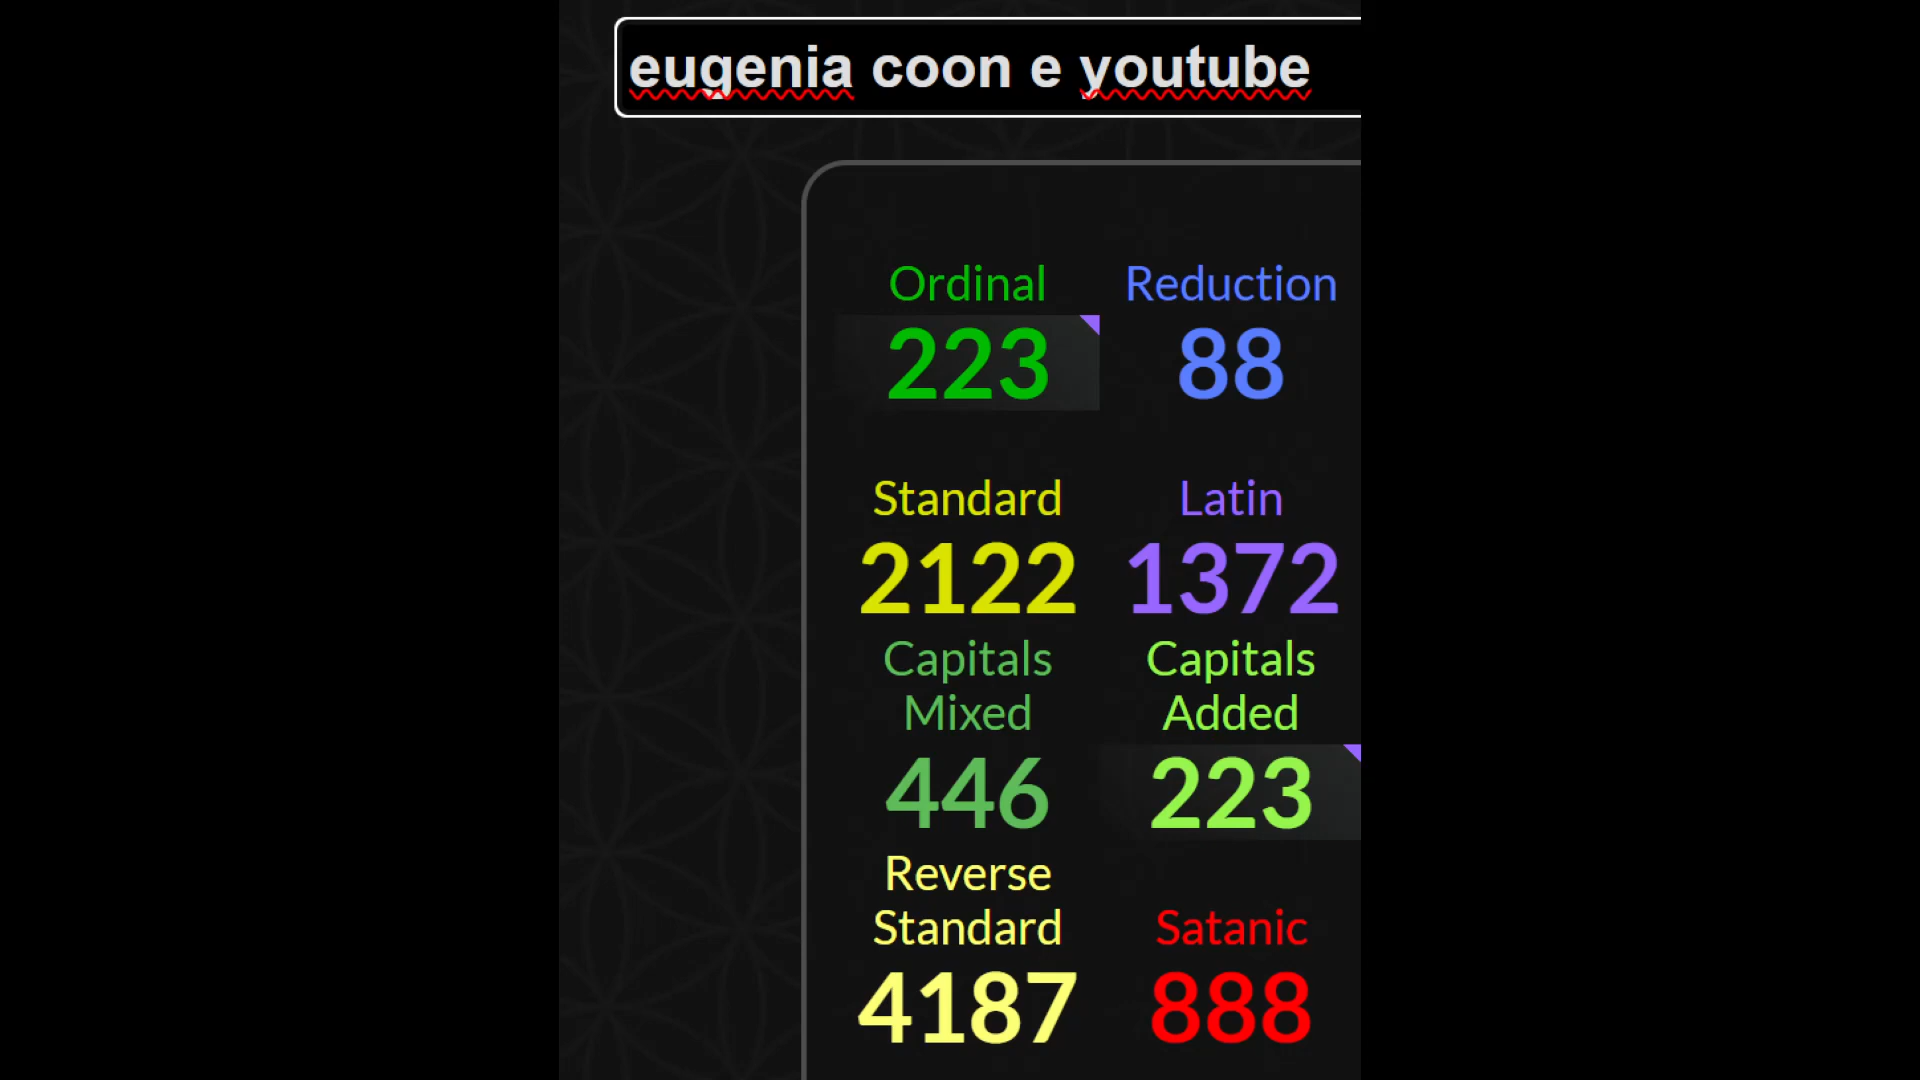 eugenia coon e youtube
Ordinal Reduction
223 88
Standard Latin
2122 1372
Capitals Capitals
Mixed Added
446 223
Reverse
Standard Satanic
4187 888